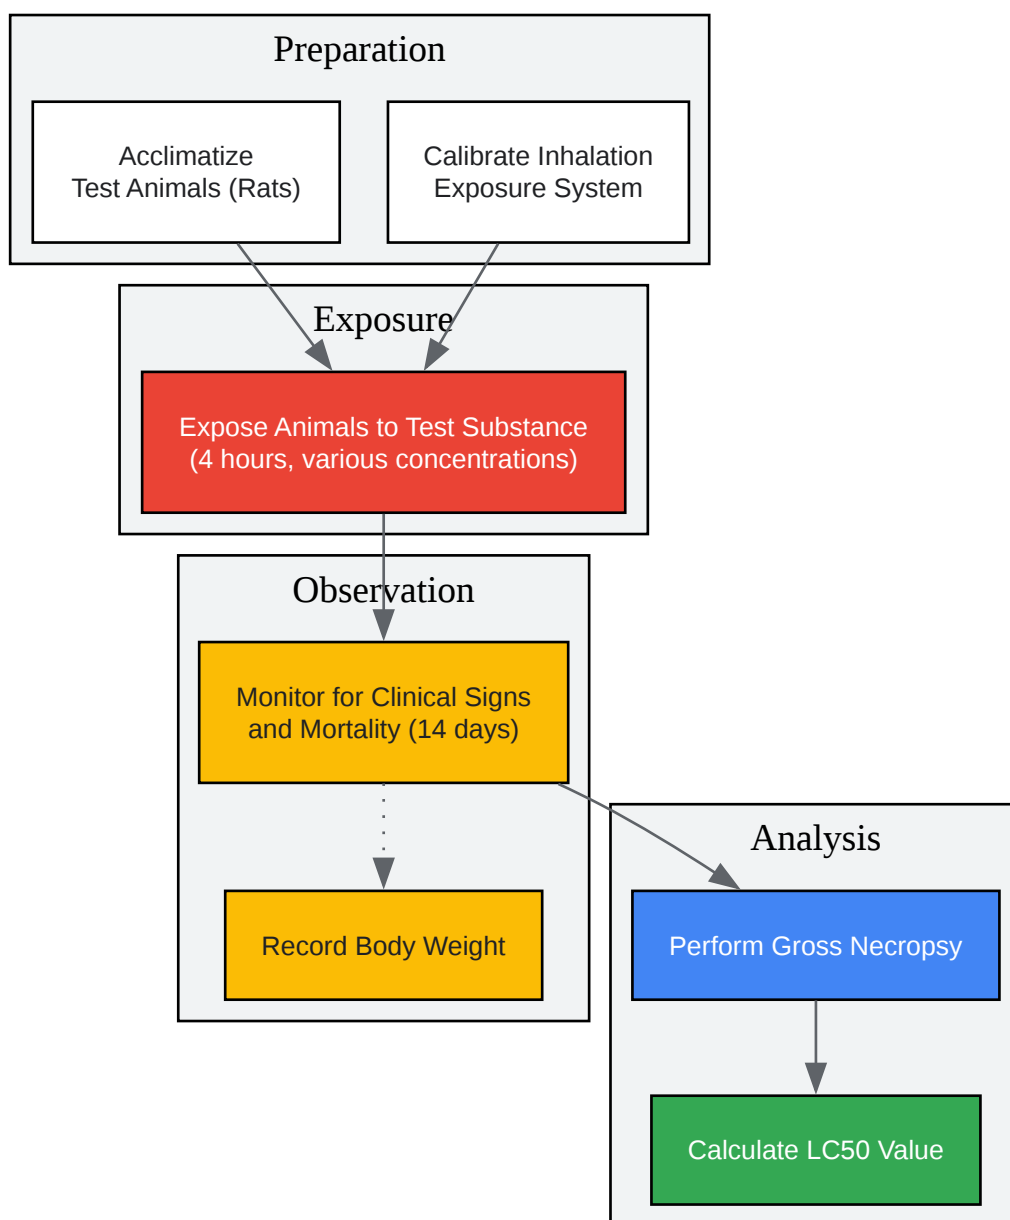 Preparation
Acclimatize
Test Animals (Rats)
Calibrate Inhalation
Exposure System
Exposure
Expose Animals to Test Substance
(4 hours, various concentrations)
Observation
Monitor for Clinical Signs
and Mortality (14 days)
Analysis
Record Body Weight
Perform Gross Necropsy
Calculate LC50 Value